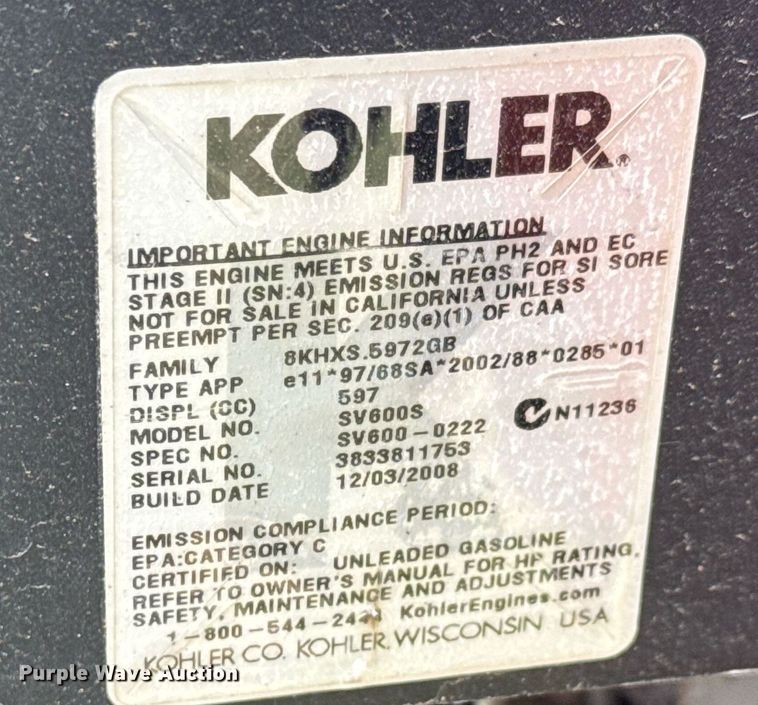 KOHLER®
IMPORTANT ENGINE INFORMATION
THIS ENGINE MEETS U.S. EPA PH2 AND EC
STAGE II (SN:4) EMISSION REGS FOR SI SORE
NOT FOR SALE IN CALIFORNIA UNLESS
PREEMPT PER SEC. 209(e)(1) OF CAA
FAMILY 8KHXS.5972GB
TYPE APP e11*97/68SA*2002/88*0285*01
DISPL (CC) 597
MODEL NO. SV600S N11236
SPEC NO. SV600-0222
SERIAL NO. 3833811753
BUILD DATE 12/03/2008
EMISSION COMPLIANCE PERIOD:
EPA:CATEGORY C
CERTIFIED ON: UNLEADED GASOLINE
REFER TO OWNER'S MANUAL FOR HP RATING,
SAFETY, MAINTENANCE AND ADJUSTMENTS
1-800-544-2444 KohlerEngines.com
KOHLER CO. KOHLER, WISCONSIN USA
Purple Wave Auction